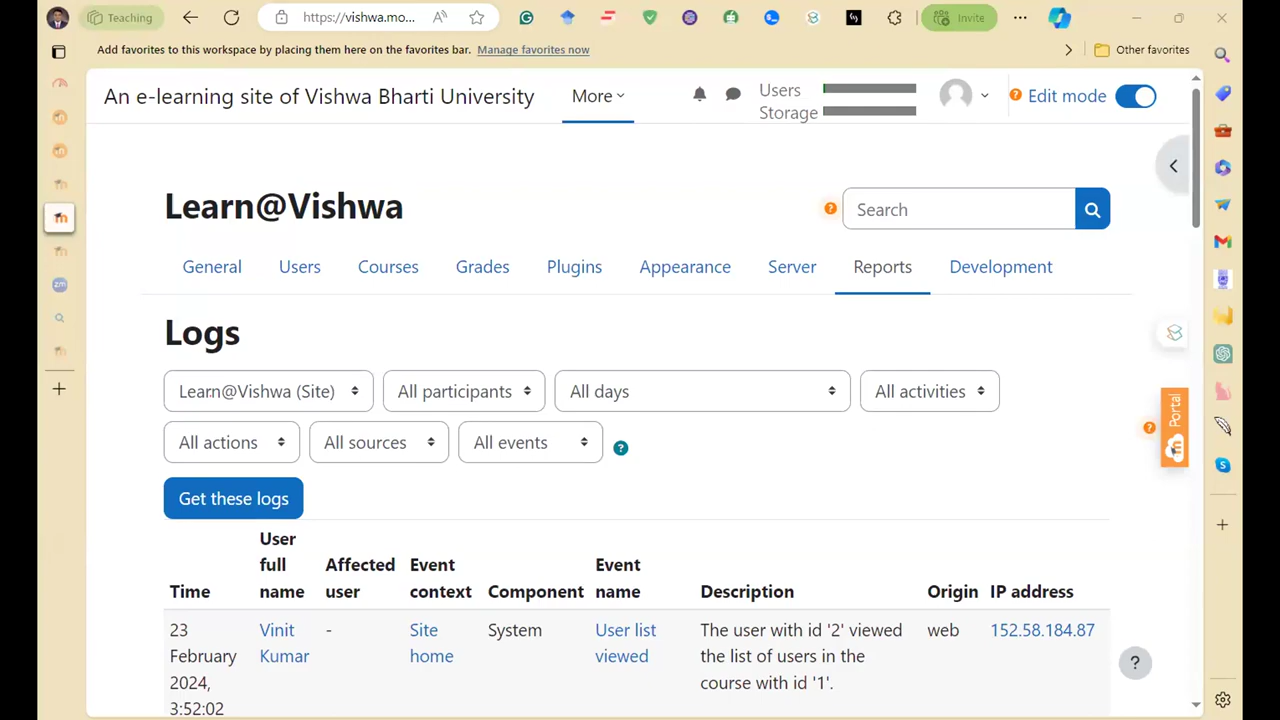 Teaching
https://vishwa.mo...
A
Invite
Add favorites to this workspace by placing them here on the favorites bar. Manage favorites now
Other favorites
An e-learning site of Vishwa Bharti University
More
Users
Storage
Edit mode
Learn@Vishwa
Search
General Users Courses Grades Plugins Appearance Server Reports Development
Logs
Learn@Vishwa (Site) All participants All days All activities
All actions All sources All events
Get these logs
Portal
Time User full name Affected user Event context Component Event name Description Origin IP address
23 Vinit - Site System User list The user with id '2' viewed web 152.58.184.87
February Kumar home viewed the list of users in the
2024, course with id '1'.
3:52:02
zm
?